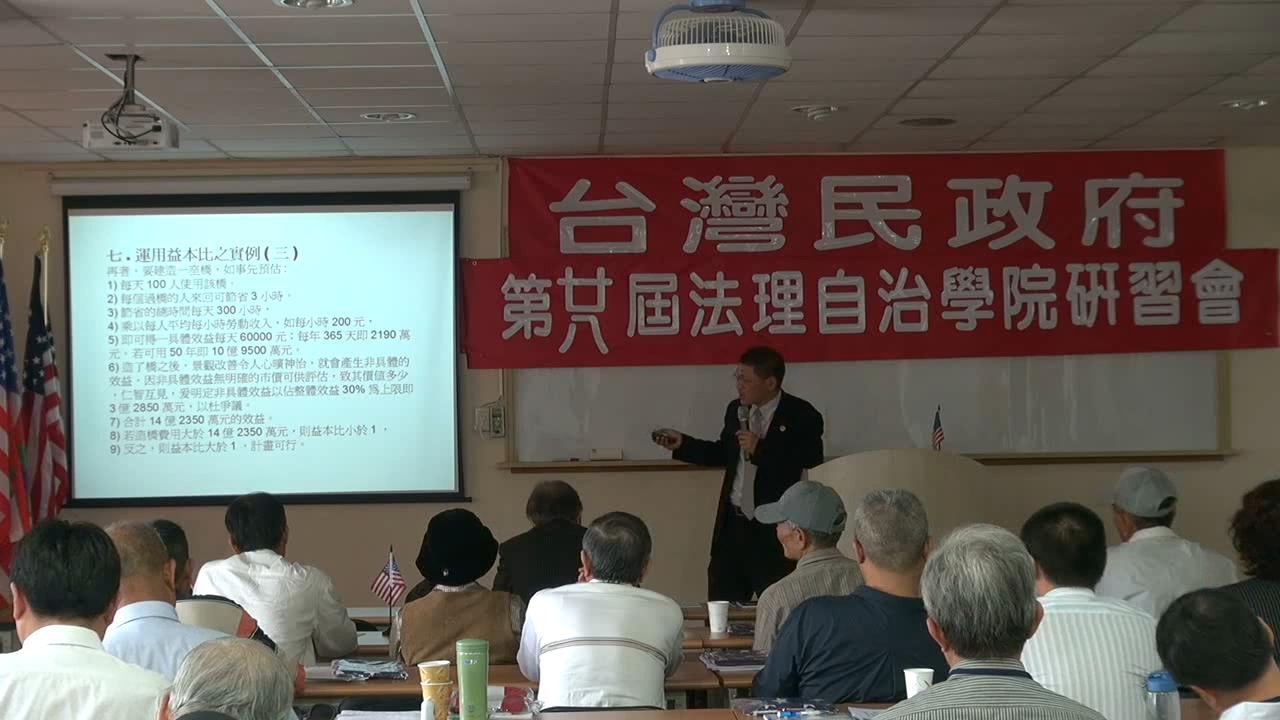 台灣民政府
第廿八屆法理自治學院研習會
七．運用益本比之實例(三)
再者，要建造一座橋，如事先預估：
1) 每天 100 人使用該橋。
2) 每個過橋的人來回可節省 3 小時。
3) 節省的總時間每天 300 小時，
4) 乘以每人平均每小時勞動收入，如每小時 200 元，
5) 即可得一具體效益每天 60000 元；每年 365 天即 2190 萬
元。若可用 50 年即 10 億 9500 萬元。
6) 造了橋之後，景觀改善令人心曠神怡，就會產生非具體的
效益，因非具體效益無明確的市價可供評估，致其價值多少
，仁智互見，爰明定非具體效益以佔整體效益 30% 為上限即
3 億 2850 萬元，以杜爭議。
7) 合計 14 億 2350 萬元的效益。
8) 若造橋費用大於 14 億 2350 萬元，則益本比小於 1，
9) 反之，則益本比大於 1，計畫可行。